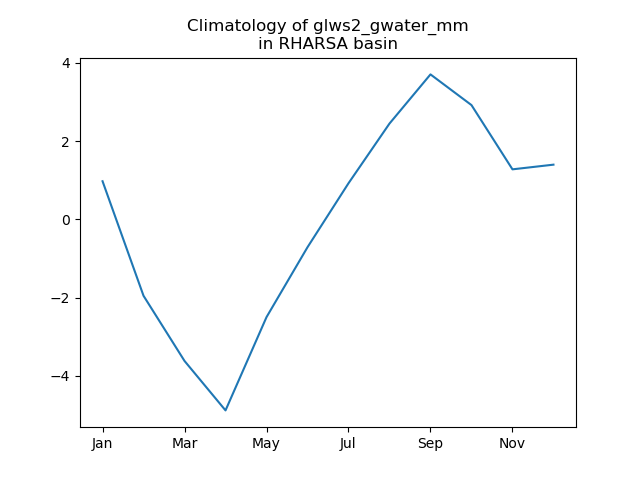 Climatology of glws2_gwater_mm
in RHARSA basin
4
2
0
−2
−4
Jan
Mar
May
Jul
Sep
Nov